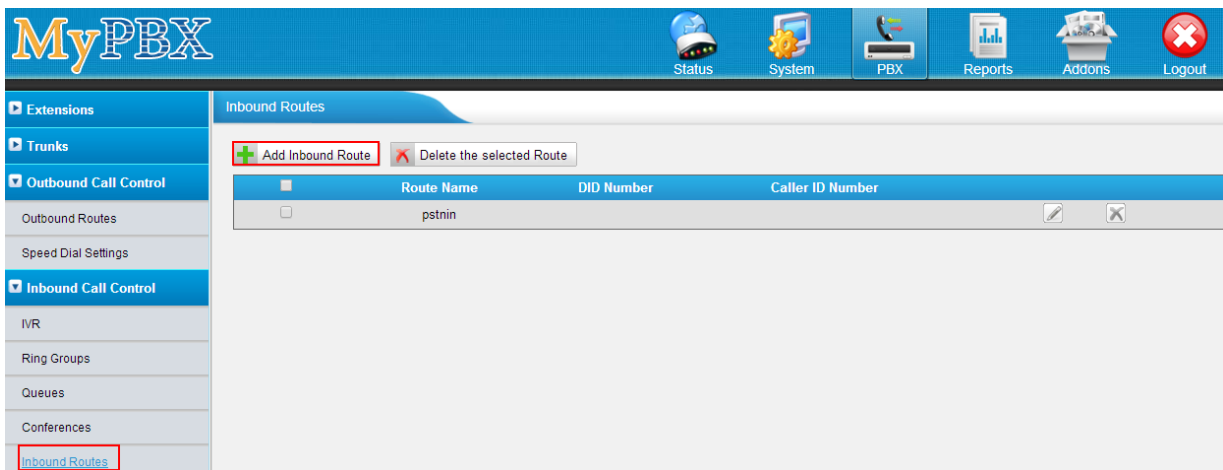 MyPBX
Status
System
PBX
Reports
Addons
Logout
Extensions
Trunks
Outbound Call Control
Outbound Routes
Speed Dial Settings
Inbound Call Control
IVR
Ring Groups
Queues
Conferences
Inbound Routes
Inbound Routes
Add Inbound Route Delete the selected Route
Route Name DID Number Caller ID Number
pstnin